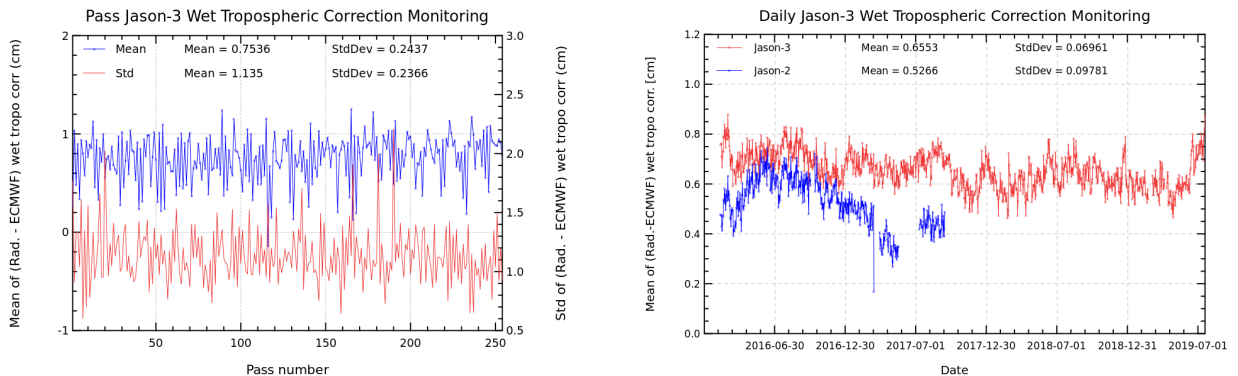 Pass Jason-3 Wet Tropospheric Correction Monitoring
Mean Mean = 0.7536 StdDev = 0.2437
Std Mean = 1.135 StdDev = 0.2366
Mean of (Rad. - ECMWF) wet tropo corr (cm)
2
1
0
-1
Std of (Rad. - ECMWF) wet tropo corr (cm)
3.0
2.5
2.0
1.5
1.0
0.5
50 100 150 200 250
Pass number
Daily Jason-3 Wet Tropospheric Correction Monitoring
Jason-3 Mean = 0.6553 StdDev = 0.06961
Jason-2 Mean = 0.5266 StdDev = 0.09781
Mean of (Rad.-ECMWF) wet tropo corr. [cm]
1.2
1.0
0.8
0.6
0.4
0.2
0.0
2016-06-30 2016-12-30 2017-07-01 2017-12-30 2018-07-01 2018-12-31 2019-07-01
Date